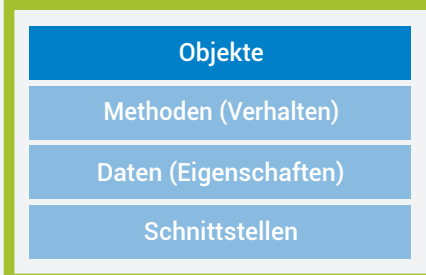 Objekte
Methoden (Verhalten)
Daten (Eigenschaften)
Schnittstellen